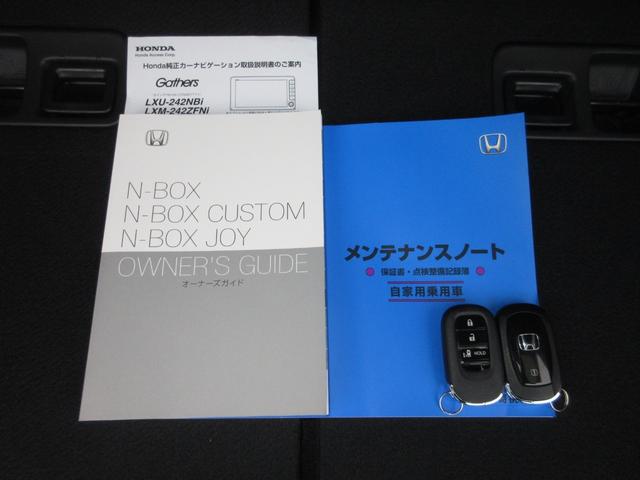 HONDA
Honda Access Corp.
Honda純正カーナビゲーション取扱説明書のご案内
Gathers
LXU-242NBi
LXM-242ZFNi
N-BOX
N-BOX CUSTOM
N-BOX JOY
OWNER'S GUIDE
オーナーズガイド
メンテナンスノート
保証書・点検整備記録簿
自家用乗用車
HOLD